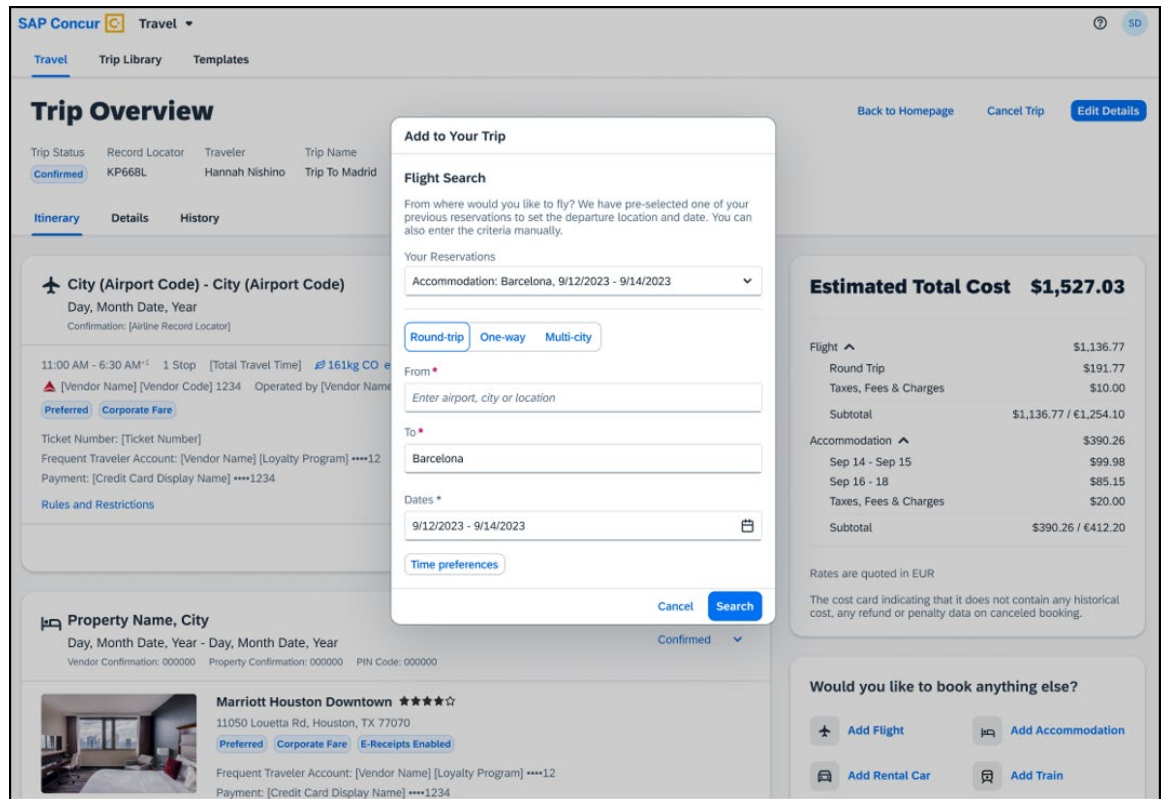 SAP Concur C Travel
SD
Travel Trip Library Templates
Trip Overview
Back to Homepage Cancel Trip Edit Details
Trip Status Record Locator Traveler Trip Name
Confirmed KP668L Hannah Nishino Trip To Madrid
Itinerary Details History
City (Airport Code) - City (Airport Code)
Day, Month Date, Year
Confirmation: [Airline Record Locator]
11:00 AM - 6:30 AM+1 1 Stop [Total Travel Time] 161kg CO e
[Vendor Name] [Vendor Code] 1234 Operated by [Vendor Name
Preferred Corporate Fare
Ticket Number: [Ticket Number]
Frequent Traveler Account: [Vendor Name] [Loyalty Program] ••••12
Payment: [Credit Card Display Name] ••••1234
Rules and Restrictions
Property Name, City
Day, Month Date, Year - Day, Month Date, Year
Confirmed
Vendor Confirmation: 000000 Property Confirmation: 000000 PIN Code: 000000
Marriott Houston Downtown ★★★★☆
11050 Louetta Rd, Houston, TX 77070
Preferred Corporate Fare E-Receipts Enabled
Frequent Traveler Account: [Vendor Name] [Loyalty Program] ••••12
Payment: [Credit Card Display Name] ••••1234
Add to Your Trip
Flight Search
From where would you like to fly? We have pre-selected one of your
previous reservations to set the departure location and date. You can
also enter the criteria manually.
Your Reservations
Accommodation: Barcelona, 9/12/2023 - 9/14/2023
Round-trip One-way Multi-city
From *
Enter airport, city or location
To *
Barcelona
Dates *
9/12/2023 - 9/14/2023
Time preferences
Cancel Search
Estimated Total Cost $1,527.03
Flight $1,136.77
Round Trip $191.77
Taxes, Fees & Charges $10.00
Subtotal $1,136.77 / €1,254.10
Accommodation $390.26
Sep 14 - Sep 15 $99.98
Sep 16 - 18 $85.15
Taxes, Fees & Charges $20.00
Subtotal $390.26 / €412.20
Rates are quoted in EUR
The cost card indicating that it does not contain any historical
cost, any refund or penalty data on canceled booking.
Would you like to book anything else?
Add Flight Add Accommodation
Add Rental Car Add Train